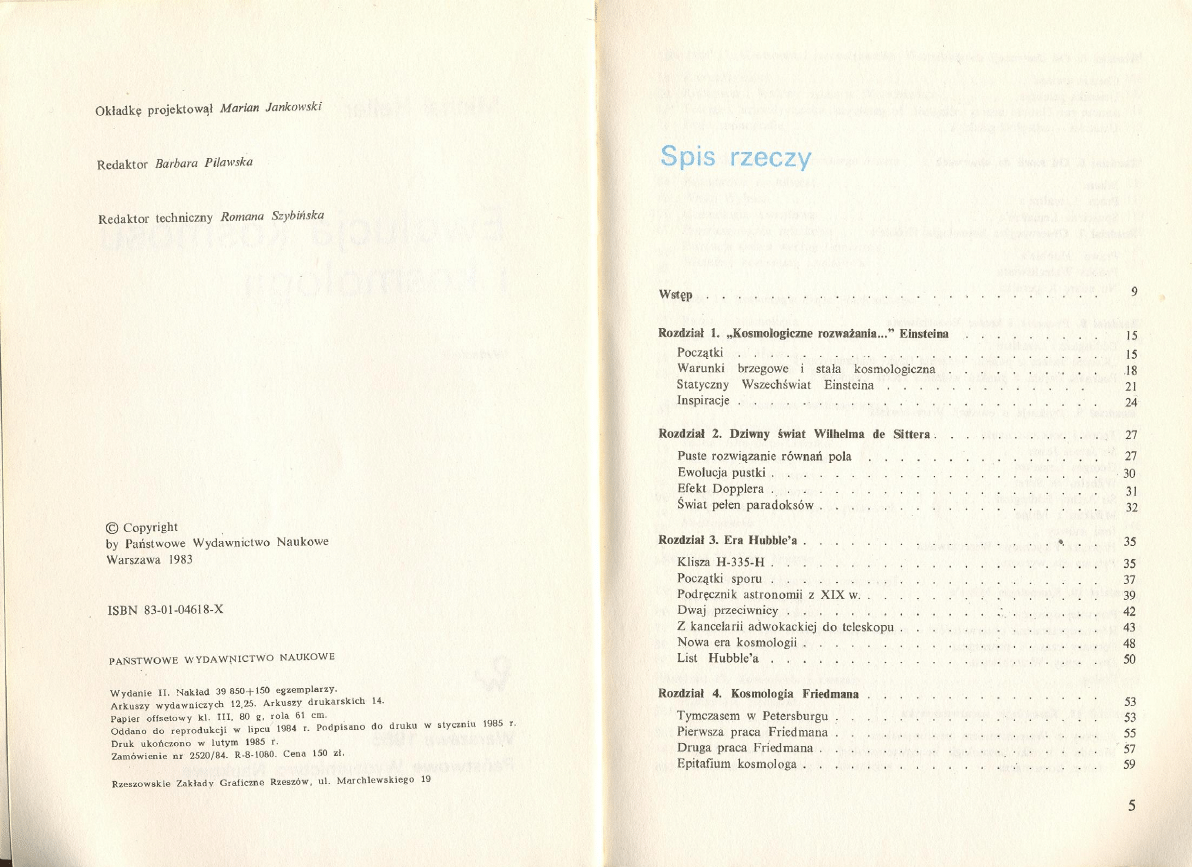 Okładkę projektował Marian Jankowski
Redaktor Barbara Pilawska
Redaktor techniczny Romana Szybińska
© Copyright
by Państwowe Wydawnictwo Naukowe
Warszawa 1983
ISBN 83-01-04618-X
PAŃSTWOWE WYDAWNICTWO NAUKOWE
Wydanie II. Nakład 39 850+150 egzemplarzy.
Arkuszy wydawniczych 12,25. Arkuszy drukarskich 14.
Papier offsetowy kl. III, 80 g, rola 61 cm.
Oddano do reprodukcji w lipcu 1984 r. Podpisano do druku w styczniu 1985 r.
Druk ukończono w lutym 1985 r.
Zamówienie nr 2520/84. R-8-1080. Cena 150 zł.
Rzeszowskie Zakłady Graficzne Rzeszów, ul. Marchlewskiego 19
Spis rzeczy
Wstęp . . . . . . . . . . . . . . . . . . . . . . . . . 9
Rozdział 1. „Kosmologiczne rozważania...” Einsteina . . . . . . . . . 15
Początki . . . . . . . . . . . . . . . . . . . . . . . 15
Warunki brzegowe i stała kosmologiczna . . . . . . . . . . 18
Statyczny Wszechświat Einsteina . . . . . . . . . . . . . 21
Inspiracje . . . . . . . . . . . . . . . . . . . . . . . 24
Rozdział 2. Dziwny świat Wilhelma de Sittera . . . . . . . . . . . 27
Puste rozwiązanie równań pola . . . . . . . . . . . . . . . 27
Ewolucja pustki . . . . . . . . . . . . . . . . . . . . . 30
Efekt Dopplera . . . . . . . . . . . . . . . . . . . . . 31
Świat pełen paradoksów . . . . . . . . . . . . . . . . . . 32
Rozdział 3. Era Hubble'a . . . . . . . . . . . . . . . . . . . 35
Klisza H-335-H . . . . . . . . . . . . . . . . . . . . . 35
Początki sporu . . . . . . . . . . . . . . . . . . . . . 37
Podręcznik astronomii z XIX w. . . . . . . . . . . . . . . . 39
Dwaj przeciwnicy . . . . . . . . . . . . . . . . . . . . 42
Z kancelarii adwokackiej do teleskopu . . . . . . . . . . . . . 43
Nowa era kosmologii . . . . . . . . . . . . . . . . . . . 48
List Hubble'a . . . . . . . . . . . . . . . . . . . . . 50
Rozdział 4. Kosmologia Friedmana . . . . . . . . . . . . . . . 53
Tymczasem w Petersburgu . . . . . . . . . . . . . . . . . 53
Pierwsza praca Friedmana . . . . . . . . . . . . . . . . . 55
Druga praca Friedmana . . . . . . . . . . . . . . . . . . 57
Epitafium kosmologa . . . . . . . . . . . . . . . . . . . 59
5